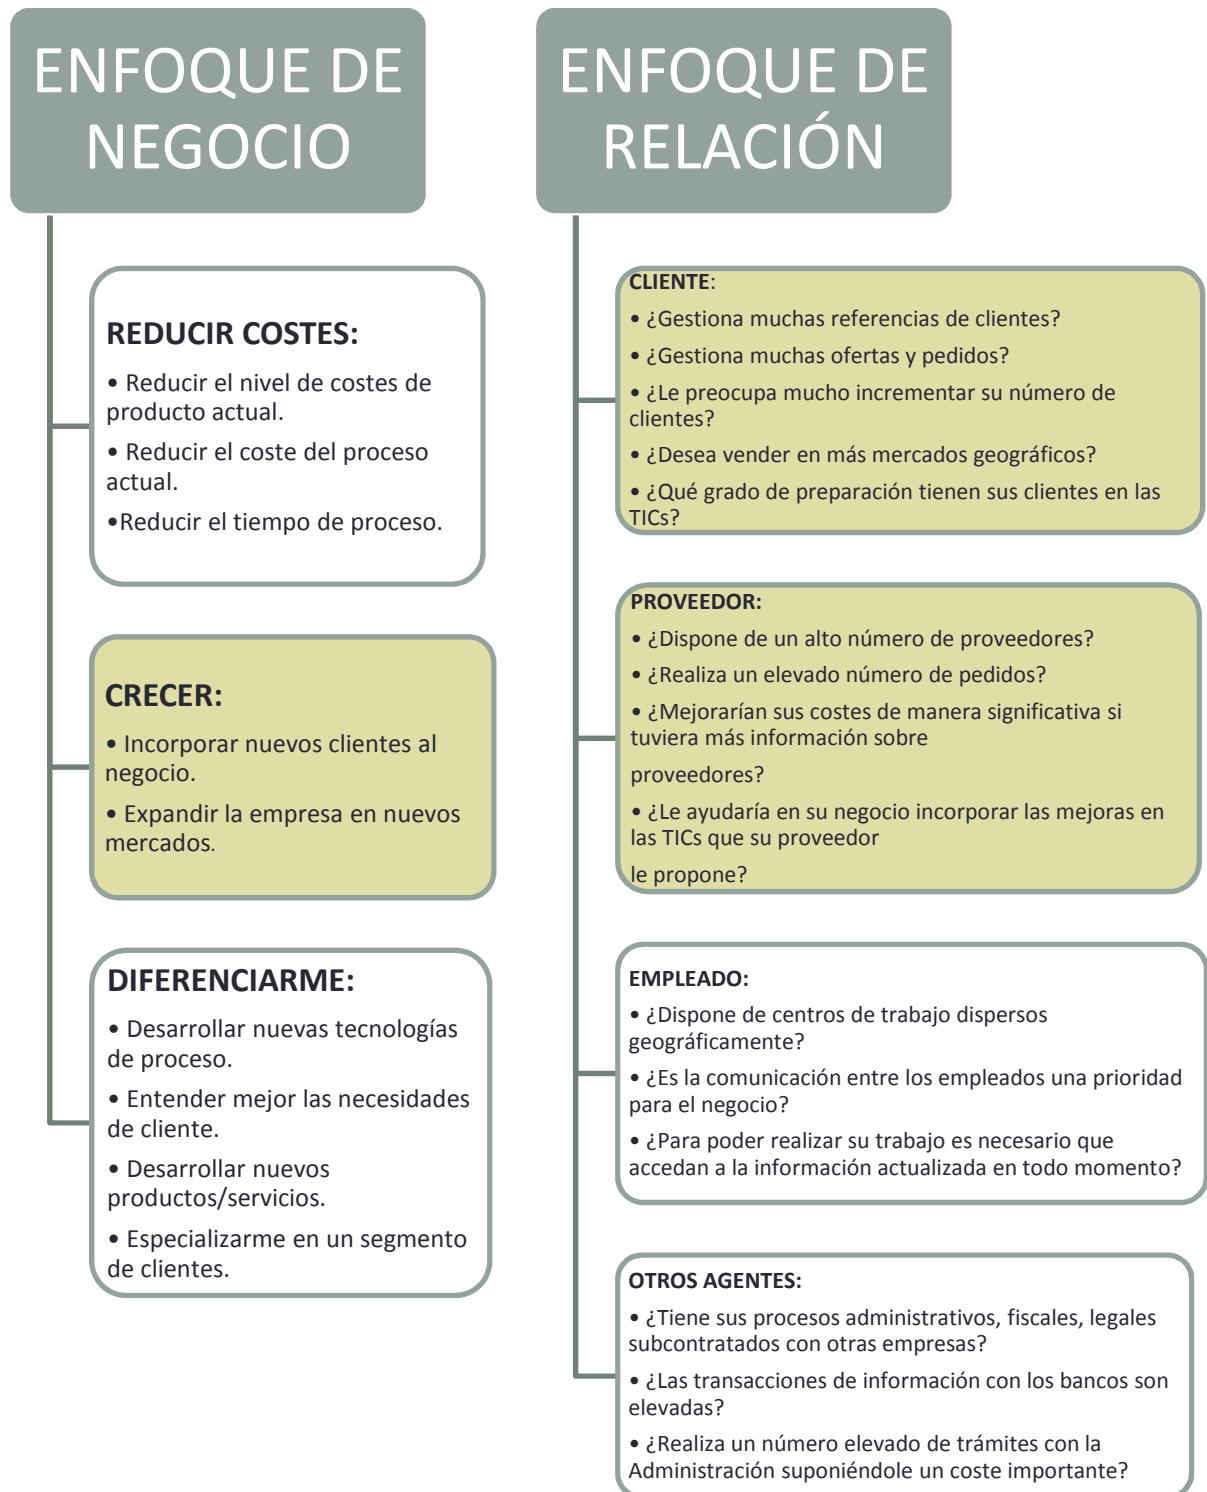 ENFOQUE DE
NEGOCIO
REDUCIR COSTES:
• Reducir el nivel de costes de
producto actual.
• Reducir el coste del proceso
actual.
•Reducir el tiempo de proceso.
CRECER:
• Incorporar nuevos clientes al
negocio.
• Expandir la empresa en nuevos
mercados.
DIFERENCIARME:
• Desarrollar nuevas tecnologías
de proceso.
• Entender mejor las necesidades
de cliente.
• Desarrollar nuevos
productos/servicios.
• Especializarme en un segmento
de clientes.
ENFOQUE DE
RELACIÓN
CLIENTE:
• ¿Gestiona muchas referencias de clientes?
• ¿Gestiona muchas ofertas y pedidos?
• ¿Le preocupa mucho incrementar su número de
clientes?
• ¿Desea vender en más mercados geográficos?
• ¿Qué grado de preparación tienen sus clientes en las
TICs?
PROVEEDOR:
• ¿Dispone de un alto número de proveedores?
• ¿Realiza un elevado número de pedidos?
• ¿Mejorarían sus costes de manera significativa si
tuviera más información sobre
proveedores?
• ¿Le ayudaría en su negocio incorporar las mejoras en
las TICs que su proveedor
le propone?
EMPLEADO:
• ¿Dispone de centros de trabajo dispersos
geográficamente?
• ¿Es la comunicación entre los empleados una prioridad
para el negocio?
• ¿Para poder realizar su trabajo es necesario que
accedan a la información actualizada en todo momento?
OTROS AGENTES:
• ¿Tiene sus procesos administrativos, fiscales, legales
subcontratados con otras empresas?
• ¿Las transacciones de información con los bancos son
elevadas?
• ¿Realiza un número elevado de trámites con la
Administración suponiéndole un coste importante?